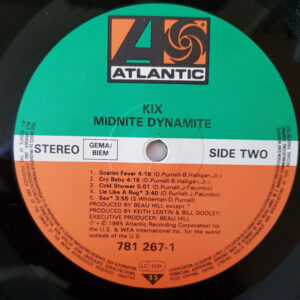 ATLANTIC
KIX
MIDNITE DYNAMITE
STEREO
GEMA/
BIEM
SIDE TWO
1. Scarlet Fever 4:18 (D.Purnell-B.Halligan,Jr.)
2. Cry Baby 4:16 (D.Purnell-B.Halligan,Jr.)
3. Cold Shower 5:01 (D.Purnell-J.Palumbo)
4. Lie Like A Rug* 3:40 (D.Purnell-J.Palumbo)
5. Sex* 3:58 (S.Whiteman-D.Purnell)
PRODUCED BY BEAU HILL except *
PRODUCED BY KEITH LENTIN & BILL DOOLEY.
EXECUTIVE PRODUCER: BEAU HILL
℗ © 1985 Atlantic Corporation for
the U.S. & WEA International Inc. for the world
outside of the U.S.
781 267-1
LC 0121
33